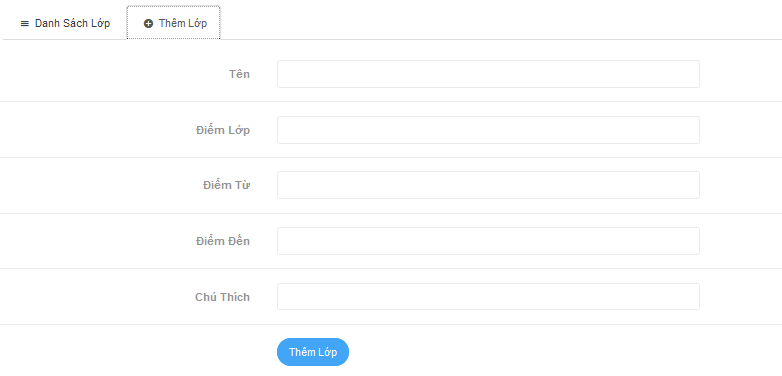 Danh Sách Lớp
Thêm Lớp
Tên
Điểm Lớp
Điểm Từ
Điểm Đến
Chú Thích
Thêm Lớp